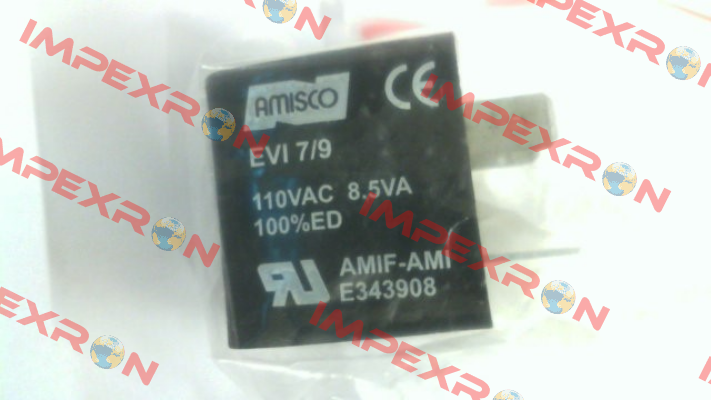 AMISCO
CE
EVI 7/9
110VAC 8.5VA
100%ED
AMIF-AMI
E343908
IMPEXRON
IMPEXRON
IMPEXRON
IMPEXRON
IMPEXRON
IMPEXRON